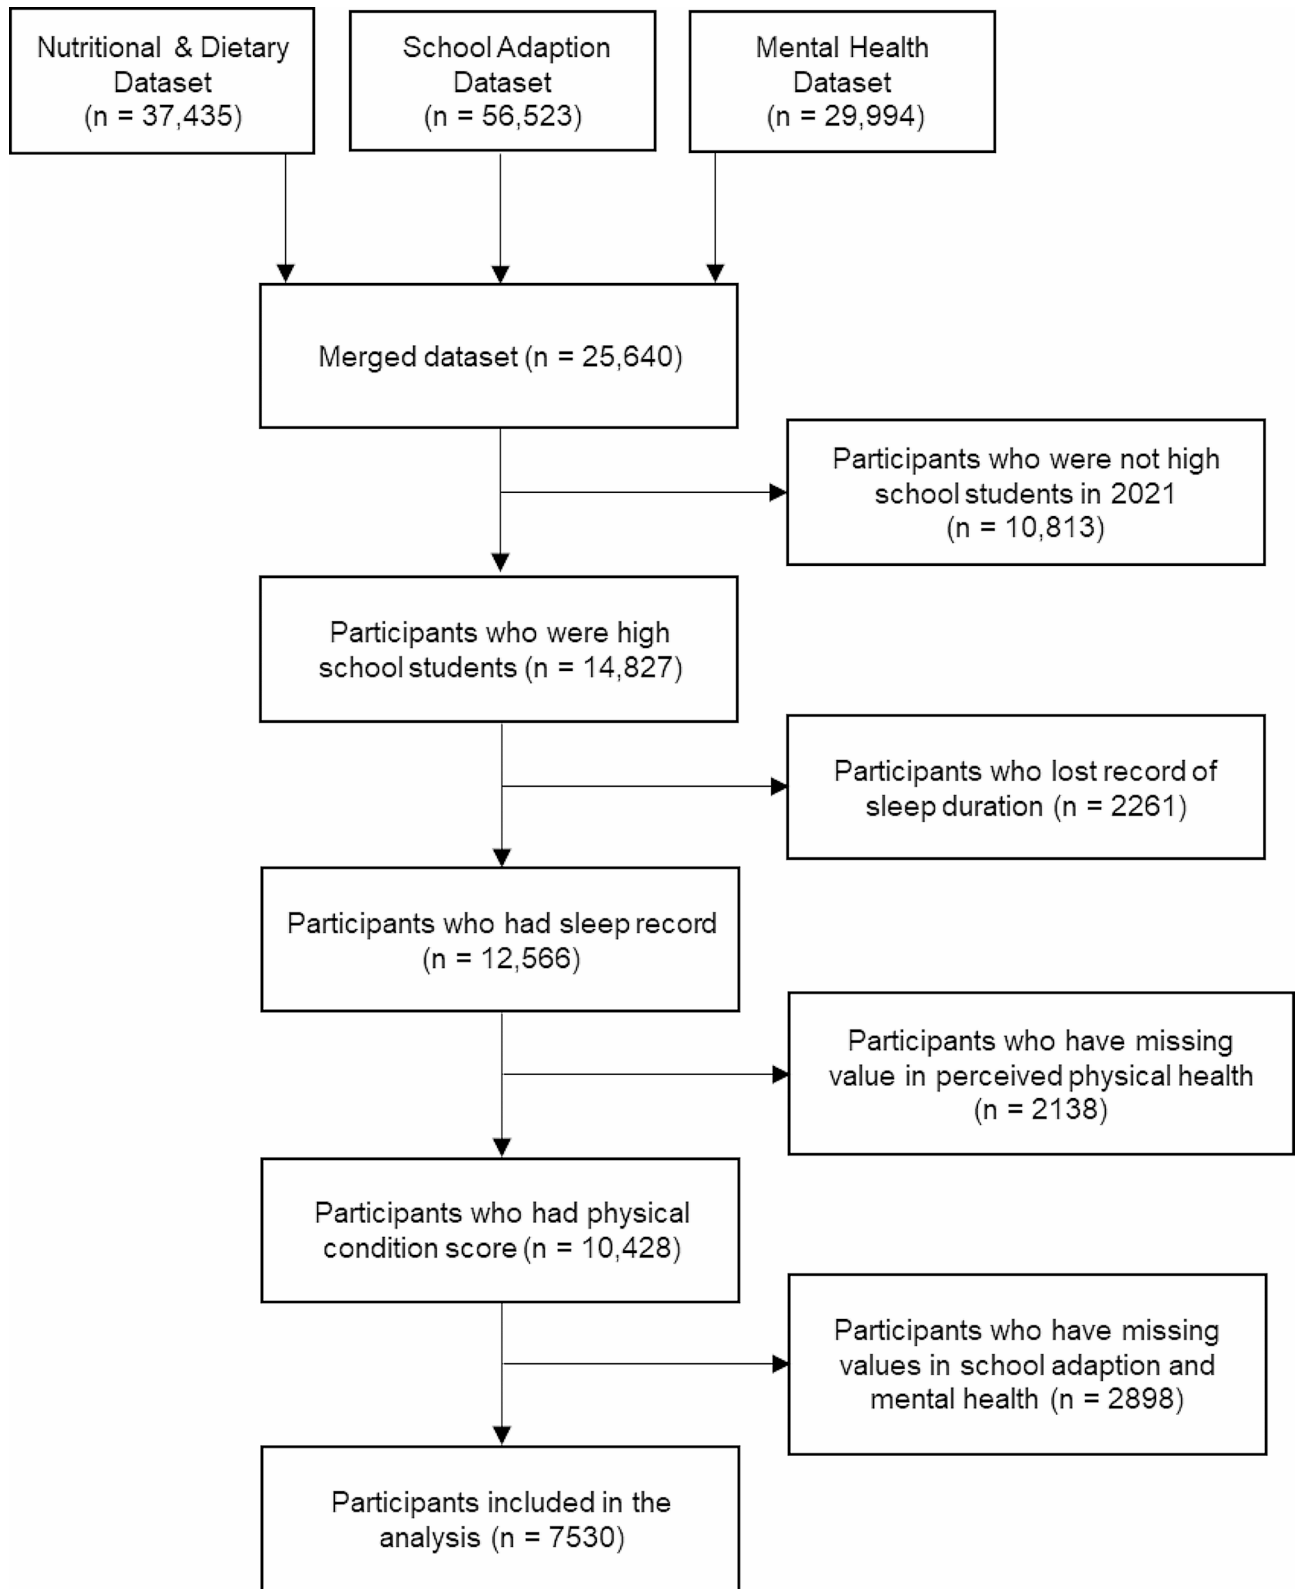 Nutritional & Dietary
Dataset
(n = 37,435)
School Adaption
Dataset
(n = 56,523)
Mental Health
Dataset
(n = 29,994)
Merged dataset (n = 25,640)
Participants who were not high
school students in 2021
(n = 10,813)
Participants who were high
school students (n = 14,827)
Participants who lost record of
sleep duration (n = 2261)
Participants who had sleep record
(n = 12,566)
Participants who have missing
value in perceived physical health
(n = 2138)
Participants who had physical
condition score (n = 10,428)
Participants who have missing
values in school adaption and
mental health (n = 2898)
Participants included in the
analysis (n = 7530)